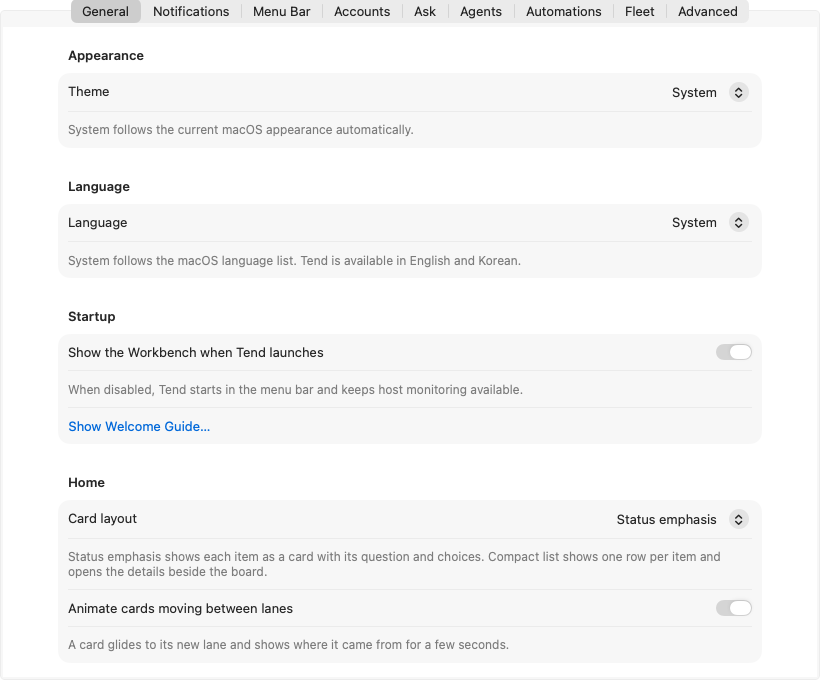 General
Notifications
Menu Bar
Accounts
Ask
Agents
Automations
Fleet
Advanced
Appearance
Theme
System
System follows the current macOS appearance automatically.
Language
Language
System
System follows the macOS language list. Tend is available in English and Korean.
Startup
Show the Workbench when Tend launches
When disabled, Tend starts in the menu bar and keeps host monitoring available.
Show Welcome Guide...
Home
Card layout
Status emphasis
Status emphasis shows each item as a card with its question and choices. Compact list shows one row per item and
opens the details beside the board.
Animate cards moving between lanes
A card glides to its new lane and shows where it came from for a few seconds.